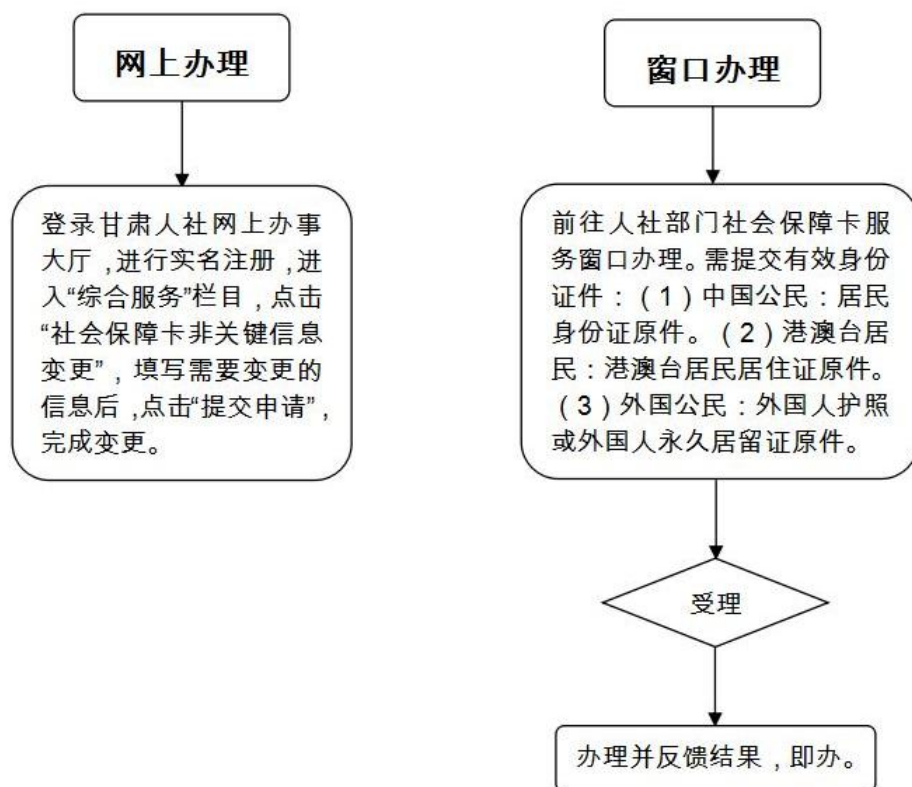 网上办理
登录甘肃人社网上办事
大厅,进行实名注册,进
入“综合服务”栏目,点击
“社会保障卡非关键信息
变更”,填写需要变更的
信息后,点击“提交申请”,
完成变更。
窗口办理
前往人社部门社会保障卡服
务窗口办理。需提交有效身份
证件:(1)中国公民:居民
身份证原件。(2)港澳台居
民:港澳台居民居住证原件。
(3)外国公民:外国人护照
或外国人永久居留证原件。
受理
办理并反馈结果,即办。